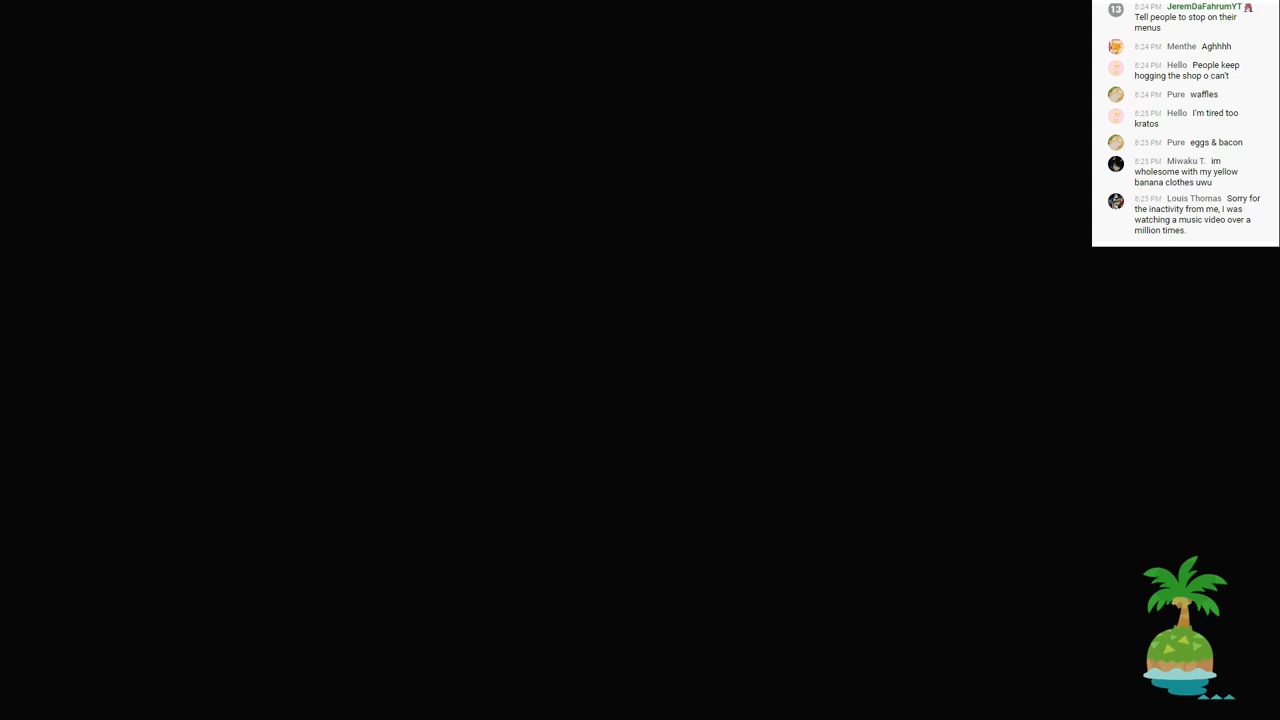 13
8:24 PM JeremDaFahrumYT
Tell people to stop on their
menus
8:24 PM Menthe Aghhhh
8:24 PM Hello People keep
hogging the shop o can't
8:24 PM Pure waffles
8:25 PM Hello I'm tired too
kratos
8:25 PM Pure eggs & bacon
8:25 PM Miwaku T. im
wholesome with my yellow
banana clothes uwu
8:25 PM Louis Thomas Sorry for
the inactivity from me, I was
watching a music video over a
million times.